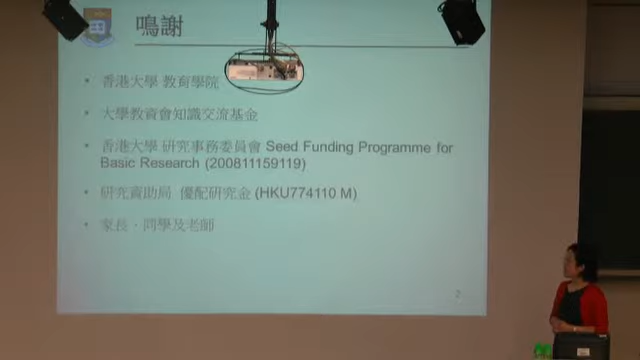 鳴謝
• 香港大學 教育學院
• 大學教資會知識交流基金
• 香港大學 研究事務委員會 Seed Funding Programme for
Basic Research (200811159119)
• 研究資助局 優配研究金 (HKU774110 M)
• 家長、同學及老師
2